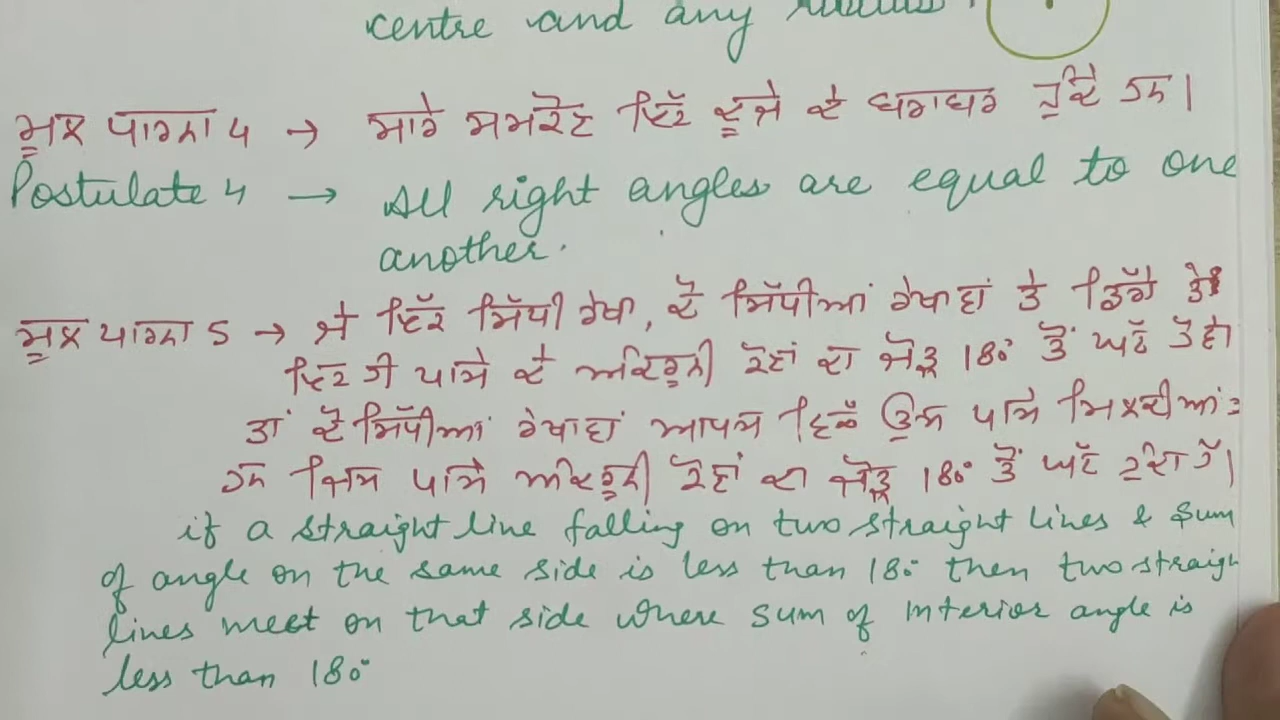 centre and any radius.
ਮੂਲ ਧਾਰਨਾ 4 → ਸਾਰੇ ਸਮਕੋਣ ਇੱਕ ਦੂਜੇ ਦੇ ਬਰਾਬਰ ਹੁੰਦੇ ਹਨ।
Postulate 4 → All right angles are equal to one
another.
ਮੂਲ ਧਾਰਨਾ 5 → ਜੇ ਇੱਕ ਸਿੱਧੀ ਰੇਖਾ, ਦੋ ਸਿੱਧੀਆਂ ਰੇਖਾਵਾਂ ਤੇ ਡਿੱਗੇ ਤੇ
ਇਕ ਹੀ ਪਾਸੇ ਦੇ ਅੰਦਰੂਨੀ ਕੋਣਾਂ ਦਾ ਜੋੜ 180° ਤੋਂ ਘੱਟ ਹੋਵੇ
ਤਾਂ ਦੋ ਸਿੱਧੀਆਂ ਰੇਖਾਵਾਂ ਆਪਸ ਵਿੱਚ ਉਸ ਪਾਸੇ ਮਿਲਦੀਆਂ
ਹਨ ਜਿਸ ਪਾਸੇ ਅੰਦਰੂਨੀ ਕੋਣਾਂ ਦਾ ਜੋੜ 180° ਤੋਂ ਘੱਟ ਹੁੰਦਾ ਹੈ।
if a straight line falling on two straight lines & sum
of angle on the same side is less than 180° then two straigh
lines meet on that side where sum of interior angle is
less than 180°